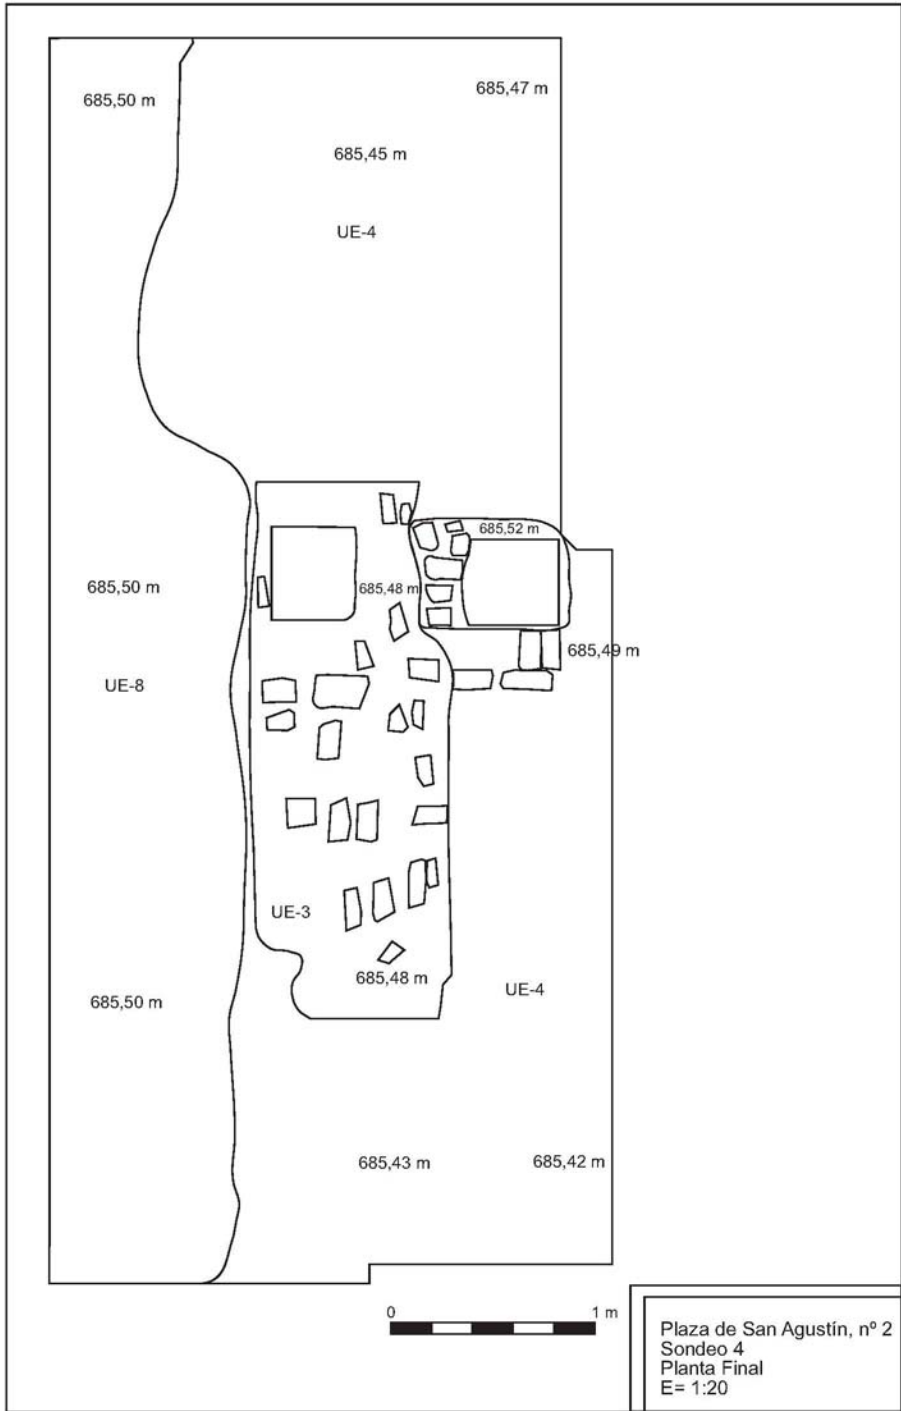 685,47 m
685,50 m
685,45 m
UE-4
685,52 m
685,50 m
685,48 m
685,49 m
UE-8
UE-3
685,48 m
685,50 m
UE-4
685,43 m
685,42 m
0
1 m
Plaza de San Agustín, nº 2
Sondeo 4
Planta Final
E= 1:20